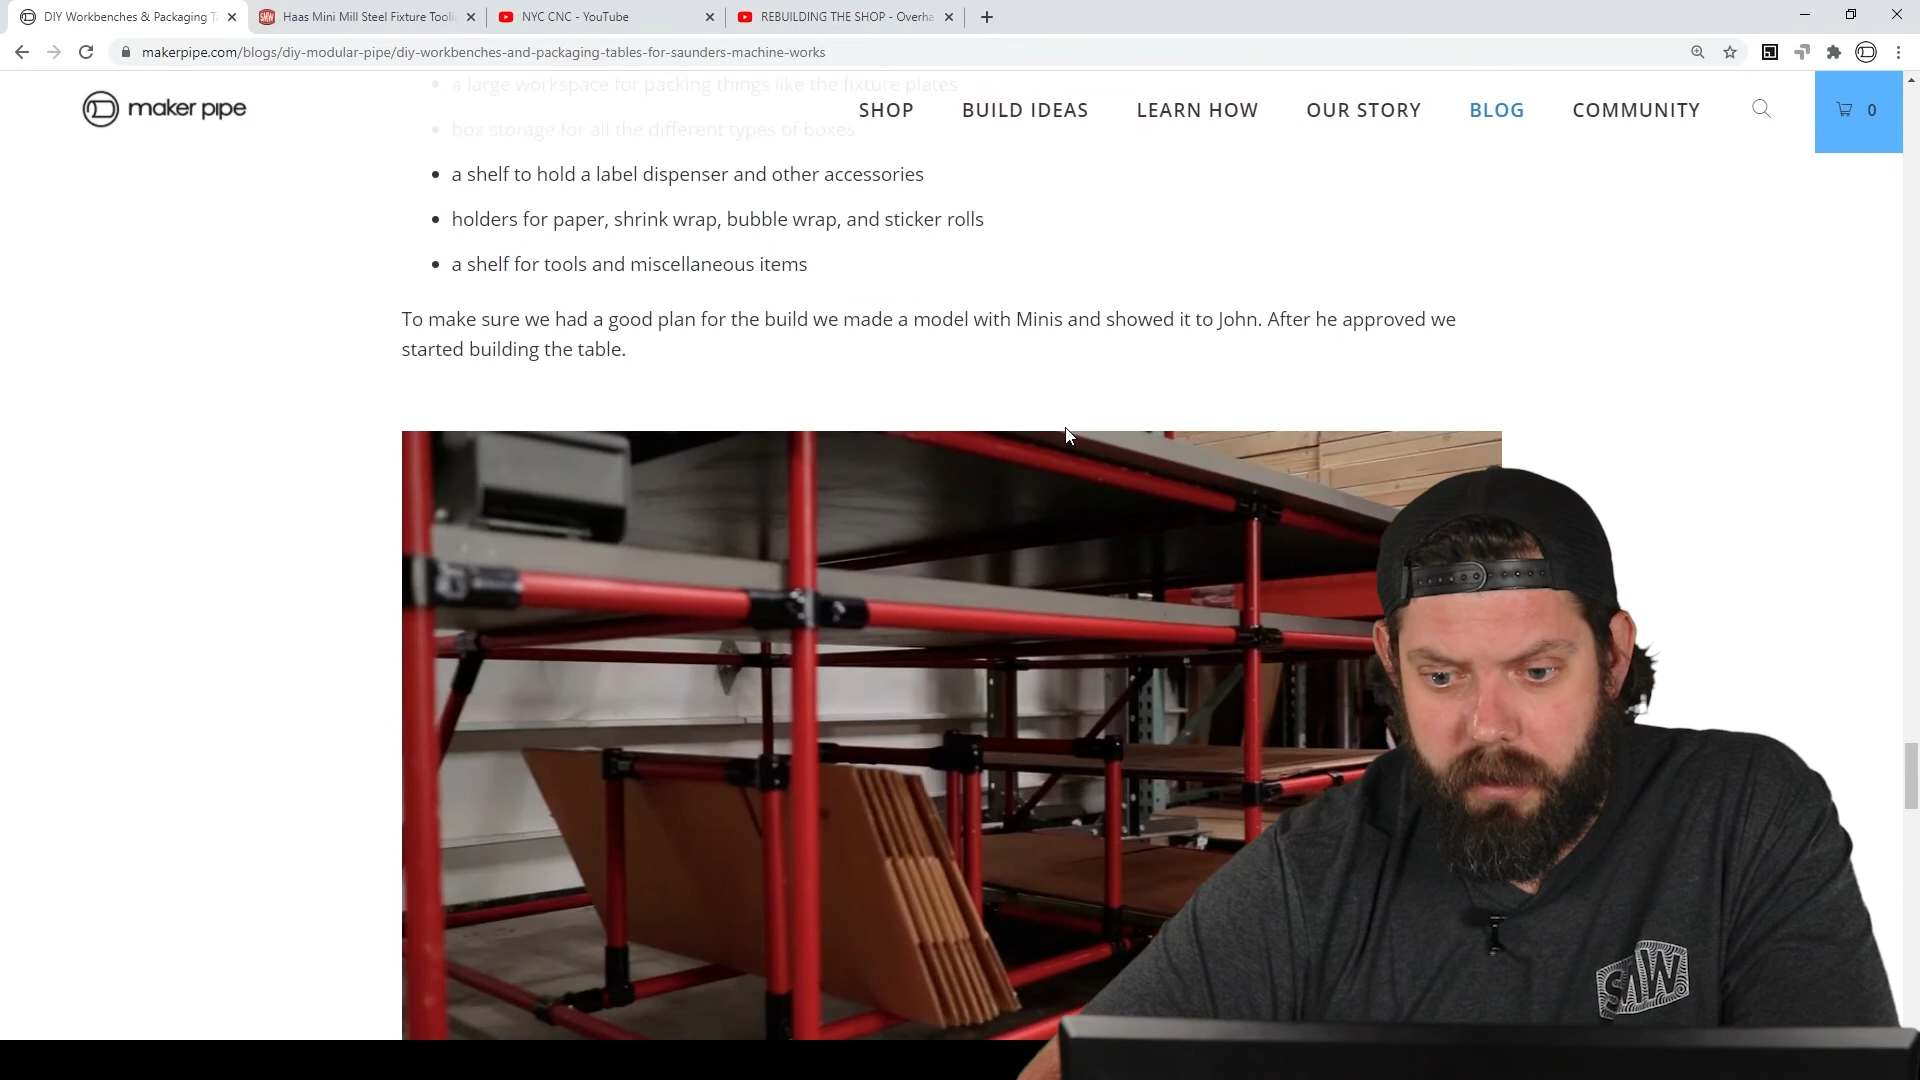 DIY Workbenches & Packaging Ta
Haas Mini Mill Steel Fixture Toolin
NYC CNC - YouTube
REBUILDING THE SHOP - Overha
makerpipe.com/blogs/diy-modular-pipe/diy-workbenches-and-packaging-tables-for-saunders-machine-works
maker pipe
SHOP
BUILD IDEAS
LEARN HOW
OUR STORY
BLOG
COMMUNITY
0
• a large workspace for packing things like the fixture plates
• box storage for all the different types of boxes
• a shelf to hold a label dispenser and other accessories
• holders for paper, shrink wrap, bubble wrap, and sticker rolls
• a shelf for tools and miscellaneous items
To make sure we had a good plan for the build we made a model with Minis and showed it to John. After he approved we
started building the table.
SAW